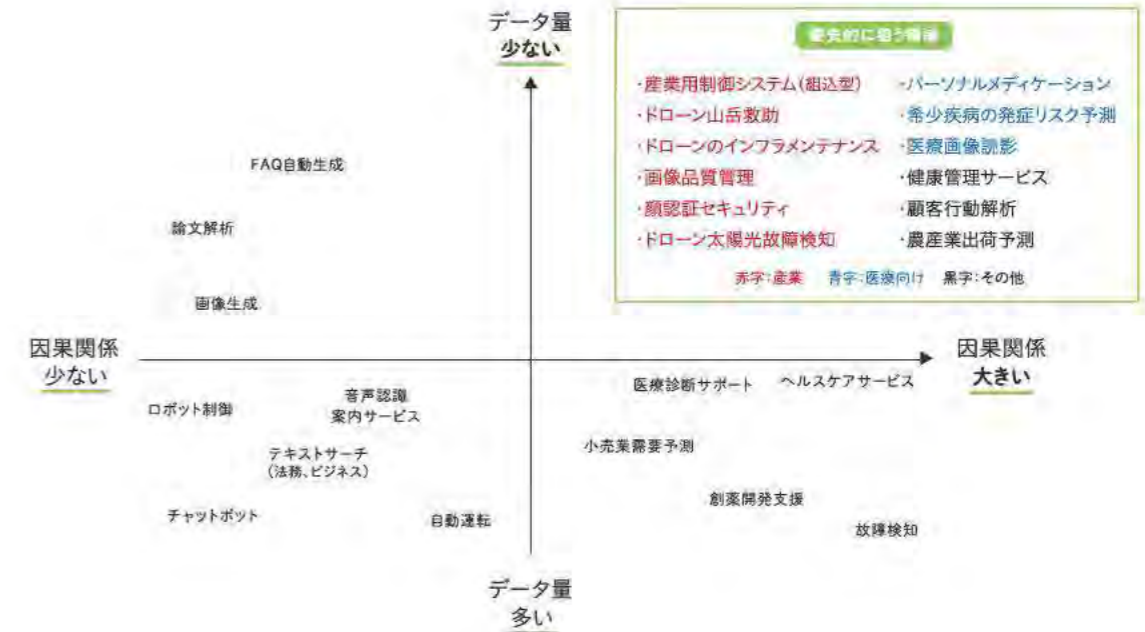 データ量
少ない
優先的に狙う領域
・産業用制御システム(組込型)
・ドローン山岳救助
・ドローンのインフラメンテナンス
・画像品質管理
・顔認証セキュリティ
・ドローン太陽光故障検知
・パーソナルメディケーション
・希少疾病の発症リスク予測
・医療画像読影
・健康管理サービス
・顧客行動解析
・農産業出荷予測
赤字:産業 青字:医療向け 黒字:その他
FAQ自動生成
論文解析
画像生成
因果関係
少ない
因果関係
大きい
ロボット制御
音声認識
案内サービス
テキストサーチ
(法務、ビジネス)
チャットボット
自動運転
医療診断サポート
ヘルスケアサービス
小売業需要予測
創薬開発支援
故障検知
データ量
多い